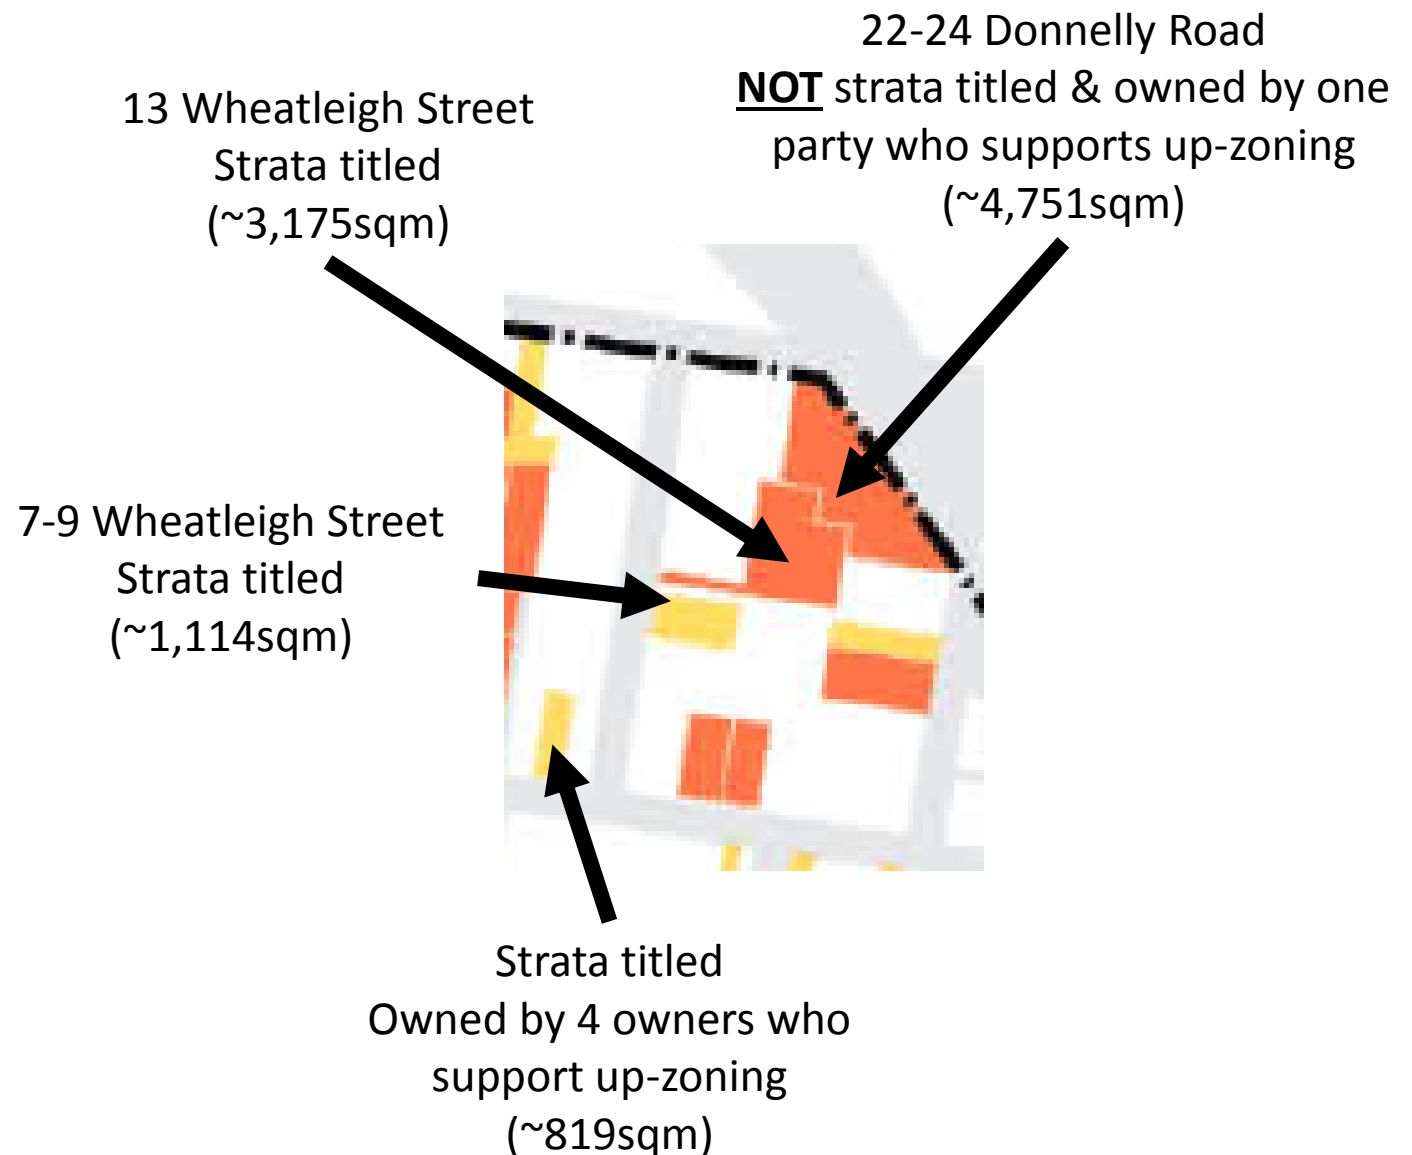 22-24 Donnelly Road
NOT strata titled & owned by one
party who supports up-zoning
(~4,751sqm)
13 Wheatleigh Street
Strata titled
(~3,175sqm)
7-9 Wheatleigh Street
Strata titled
(~1,114sqm)
Strata titled
Owned by 4 owners who
support up-zoning
(~819sqm)